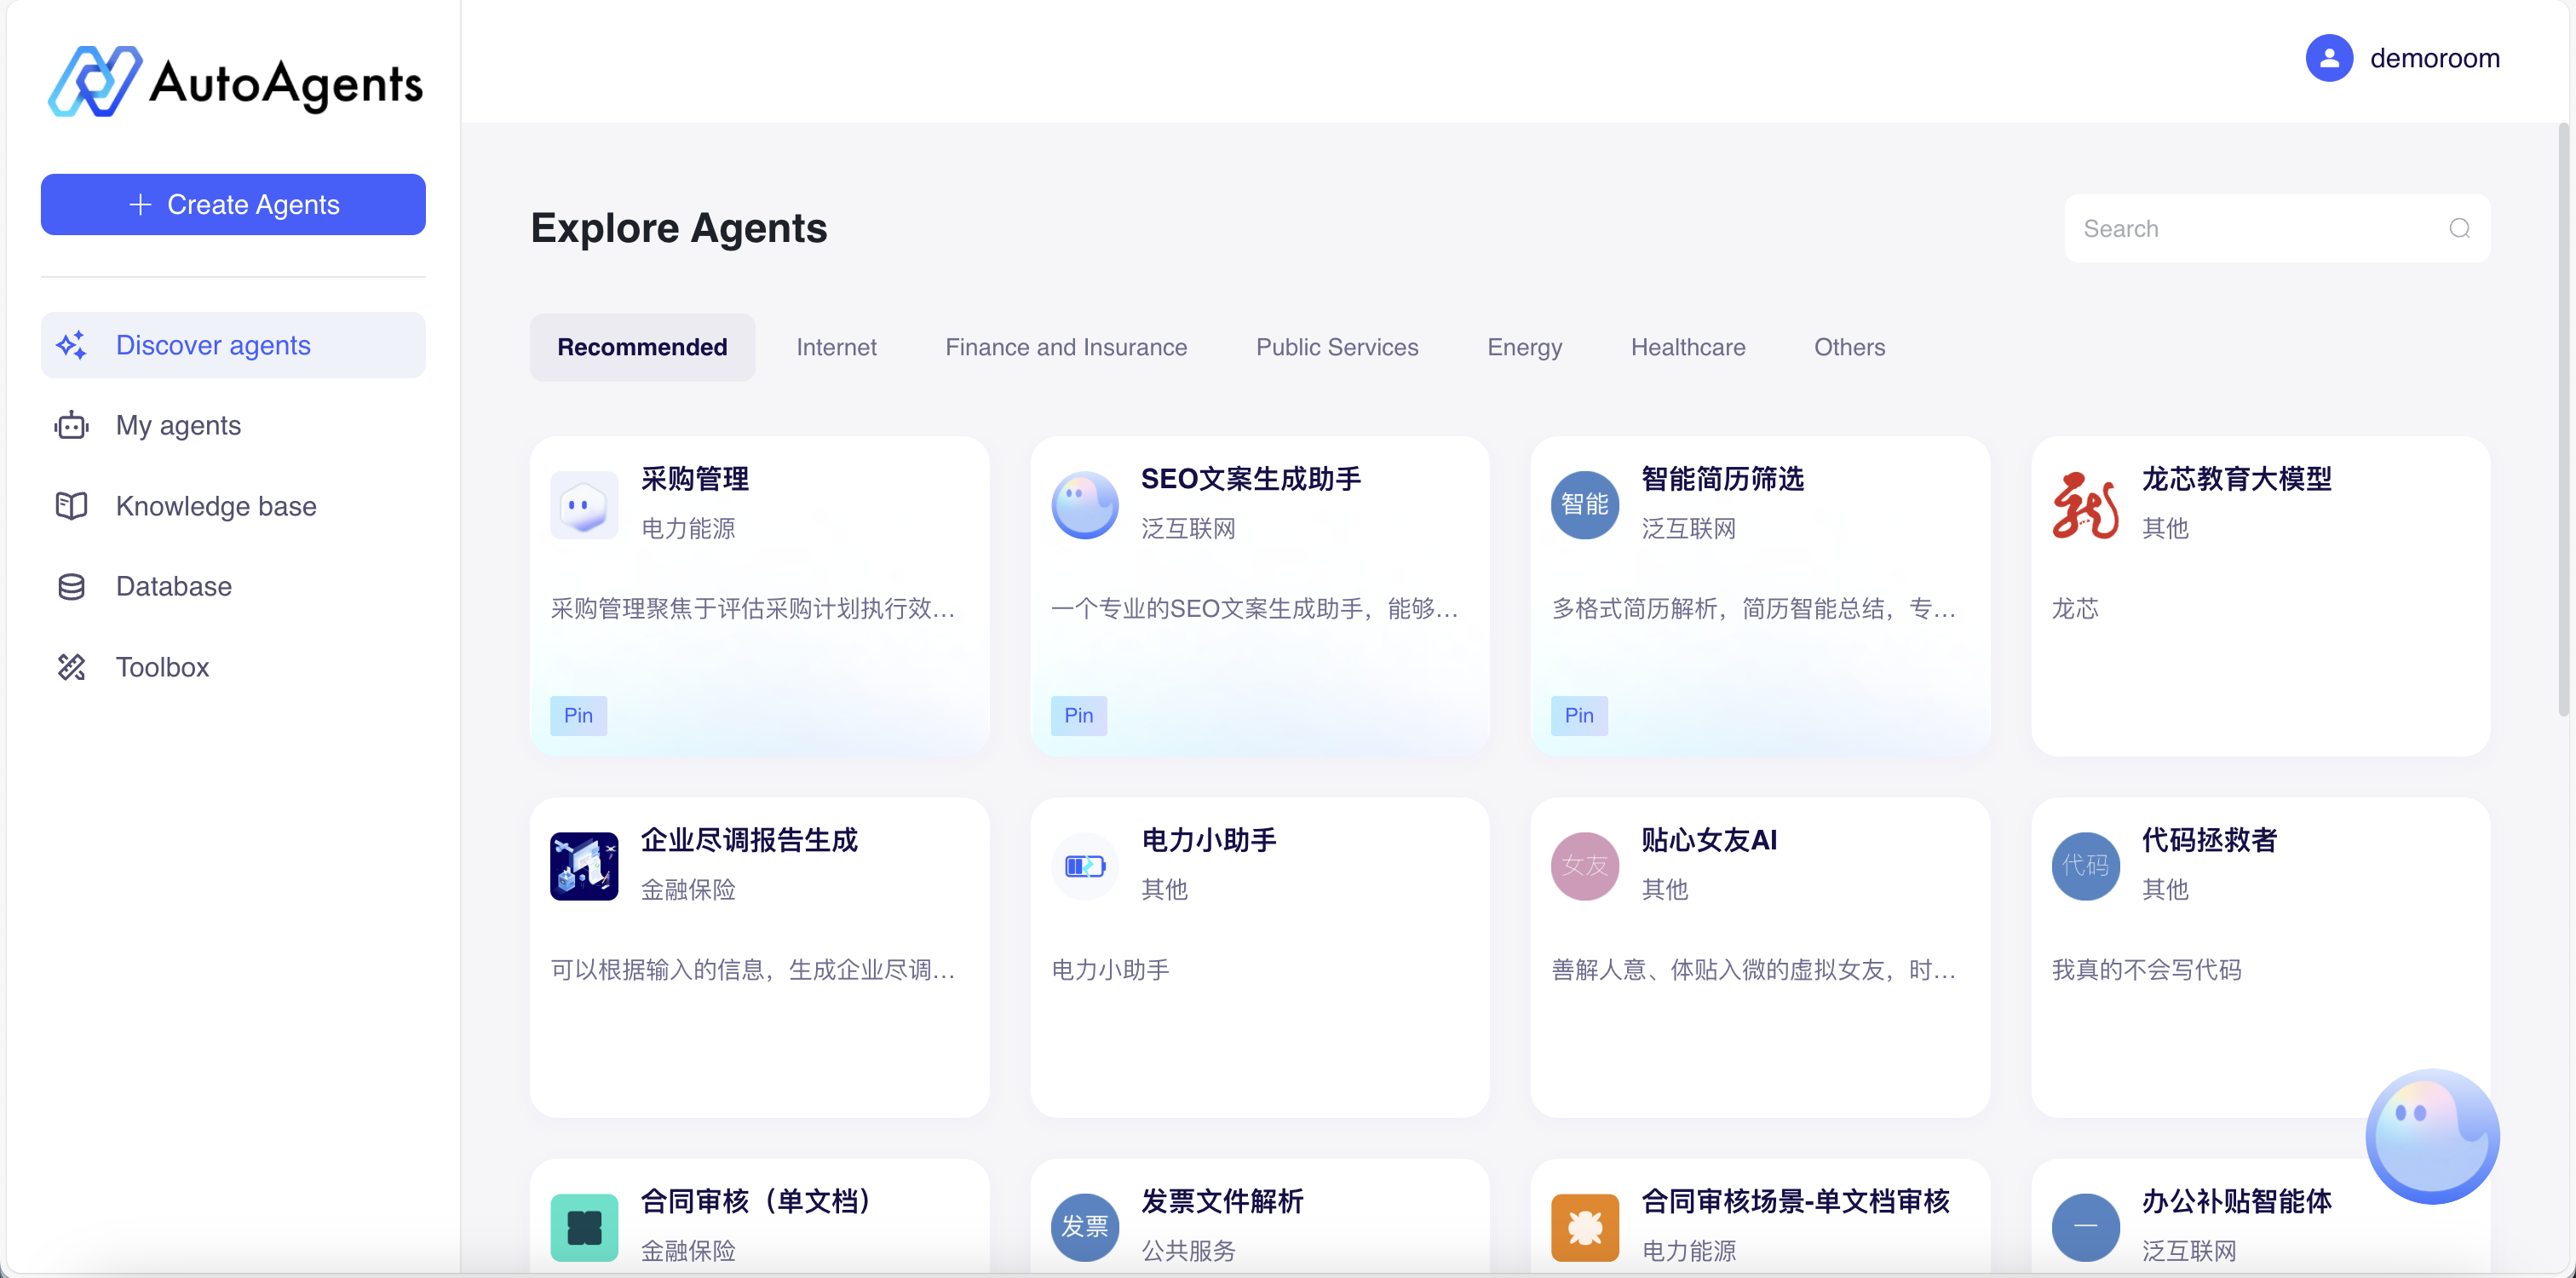 AutoAgents
demoroom
Create Agents
Discover agents
My agents
Knowledge base
Database
Toolbox
Explore Agents
Search
Recommended
Internet
Finance and Insurance
Public Services
Energy
Healthcare
Others
采购管理
电力能源
采购管理聚焦于评估采购计划执行效...
Pin
SEO文案生成助手
泛互联网
一个专业的SEO文案生成助手，能够...
Pin
智能
智能简历筛选
泛互联网
多格式简历解析，简历智能总结，专...
Pin
龙芯教育大模型
其他
龙芯
企业尽调报告生成
金融保险
可以根据输入的信息，生成企业尽调...
电力小助手
其他
电力小助手
女友
贴心女友AI
其他
善解人意、体贴入微的虚拟女友，时...
代码
代码拯救者
其他
我真的不会写代码
合同审核（单文档）
金融保险
发票
发票文件解析
公共服务
合同审核场景-单文档审核
电力能源
一
办公补贴智能体
泛互联网